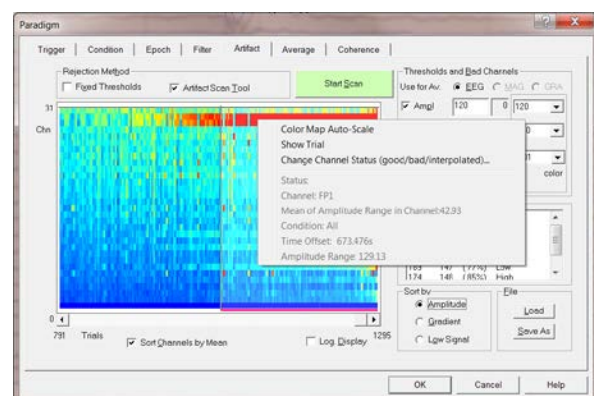 Paradigm
Trigger | Condition | Epoch | Filter | Artifact | Average | Coherence |
Rejection Method
Fixed Thresholds
Artifact Scan Tool
Start Scan
Thresholds and Bad Channels
Use for Av. EEG MAG GRA
Ampl 120 0 120
31
Chn
color
Color Map Auto-Scale
Show Trial
Change Channel Status (good/bad/interpolated)...
Status:
Channel: FP1
Mean of Amplitude Range in Channel:42.93
Condition: All
Time Offset: 673.476s
Amplitude Range: 129.13
147 (77%) Low
174 148 (85%) High
0
791 Trials 1295
Sort Channels by Mean
Log. Display
Sort by
Amplitude
Gradient
Low Signal
File
Load
Save As
OK
Cancel
Help